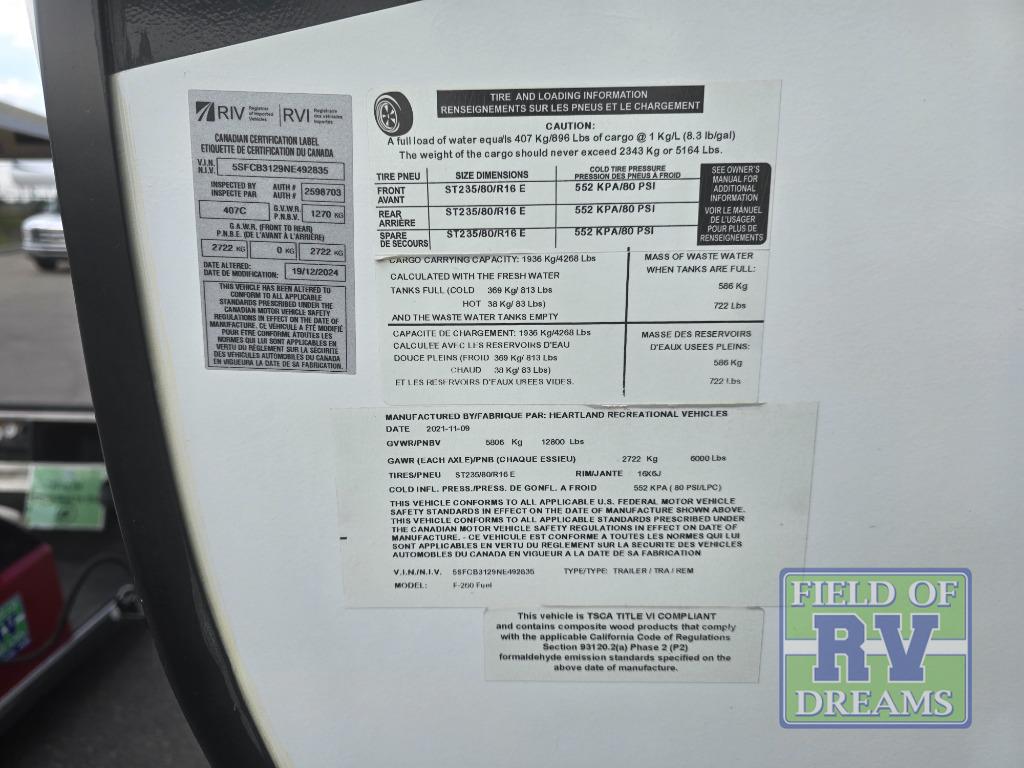 RIV Registrar of Imported Vehicles RVI Registraire des véhicules importés
CANADIAN CERTIFICATION LABEL
ETIQUETTE DE CERTIFICATION DU CANADA
V.I.N.
N.I.V. 5SFCB3129NE492835
INSPECTED BY AUTH #
INSPECTE PAR AUTH # 2598703
407C G.V.W.R. P.N.B.V. 1270 KG
G.A.W.R. (FRONT TO REAR)
P.N.B.E. (DE L'AVANT À L'ARRIÈRE)
2722 KG 0 KG 2722 KG
DATE ALTERED:
DATE DE MODIFICATION: 19/12/2024
THIS VEHICLE HAS BEEN ALTERED TO
CONFORM TO ALL APPLICABLE
STANDARDS PRESCRIBED UNDER THE
CANADIAN MOTOR VEHICLE SAFETY
REGULATIONS IN EFFECT ON THE DATE OF
MANUFACTURE. CE VÉHICULE A ÉTÉ MODIFIÉ
POUR ÊTRE CONFORME À TOUTES LES
NORMES QUI LUI SONT APPLICABLES EN
VERTU DU RÈGLEMENT SUR LA SÉCURITÉ
DES VÉHICULES AUTOMOBILES DU CANADA
EN VIGUEUR À LA DATE DE SA FABRICATION.
TIRE AND LOADING INFORMATION
RENSEIGNEMENTS SUR LES PNEUS ET LE CHARGEMENT
CAUTION:
A full load of water equa!ls 407 Kg/896 Lbs of cargo @ 1 Kg/L (8.3 lb/gal)
The weight of the cargo should never exceed 2343 Kg or 5164 Lbs.
TIRE PNEU SIZE DIMENSIONS COLD TIRE PRESSURE
PRESSION DES PNEUS A FROID
FRONT
AVANT ST235/80/R16 E 552 KPA/80 PSI
REAR
ARRIÈRE ST235/80/R16 E 552 KPA/80 PSI
SPARE
DE SECOURS ST235/80/R16 E 552 KPA/80 PSI
SEE OWNER'S
MANUAL FOR
ADDITIONAL
INFORMATION
VOIR LE MANUEL
DE L'USAGER
POUR PLUS DE
RENSEIGNEMENTS
CARGO CARRYING CAPACITY: 1936 Kg/4268 Lbs
CALCULATED WITH THE FRESH WATER
TANKS FULL (COLD 369 Kg/ 813 Lbs)
HOT 38 Kg/ 83 Lbs)
AND THE WASTE WATER TANKS EMPTY
MASS OF WASTE WATER
WHEN TANKS ARE FULL:
586 Kg
722 Lbs
CAPACITE DE CHARGEMENT: 1936 Kg/4268 Lbs
CALCULEE AVEC LES RESERVOIRS D'EAU
DOUCE PLEINS (FROID 369 Kg/ 813 Lbs)
CHAUD 38 Kg/ 83 Lbs)
ET LES RESERVOIRS D'EAUX USEES VIDES.
MASSE DES RESERVOIRS
D'EAUX USEES PLEINS:
586 Kg
722 Lbs
MANUFACTURED BY/FABRIQUE PAR: HEARTLAND RECREATIONAL VEHICLES
DATE 2021-11-09
GVWR/PNBV 5806 Kg 12800 Lbs
GAWR (EACH AXLE)/PNB (CHAQUE ESSIEU) 2722 Kg 6000 Lbs
TIRES/PNEU ST235/80/R16 E RIM/JANTE 16X6J
COLD INFL. PRESS./PRESS. DE GONFL. A FROID 552 KPA ( 80 PSI/LPC)
THIS VEHICLE CONFORMS TO ALL APPLICABLE U.S. FEDERAL MOTOR VEHICLE
SAFETY STANDARDS IN EFFECT ON THE DATE OF MANUFACTURE SHOWN ABOVE.
THIS VEHICLE CONFORMS TO ALL APPLICABLE STANDARDS PRESCRIBED UNDER
THE CANADIAN MOTOR VEHICLE SAFETY REGULATIONS IN EFFECT ON DATE OF
MANUFACTURE. - CE VEHICULE EST CONFORME A TOUTES LES NORMES QUI LUI
SONT APPLICABLES EN VERTU DU REGLEMENT SUR LA SECURITE DES VEHICLES
AUTOMOBILES DU CANADA EN VIGUEUR A LA DATE DE SA FABRICATION
V.I.N./N.I.V. 5SFCB3129NE492835 TYPE/TYPE: TRAILER / TRA / REM
MODEL: F-260 Fuel
This vehicle is TSCA TITLE VI COMPLIANT
and contains composite wood products that comply
with the applicable California Code of Regulations
Section 93120.2(a) Phase 2 (P2)
formaldehyde emission standards specified on the
above date of manufacture.
FIELD OF
RV
DREAMS